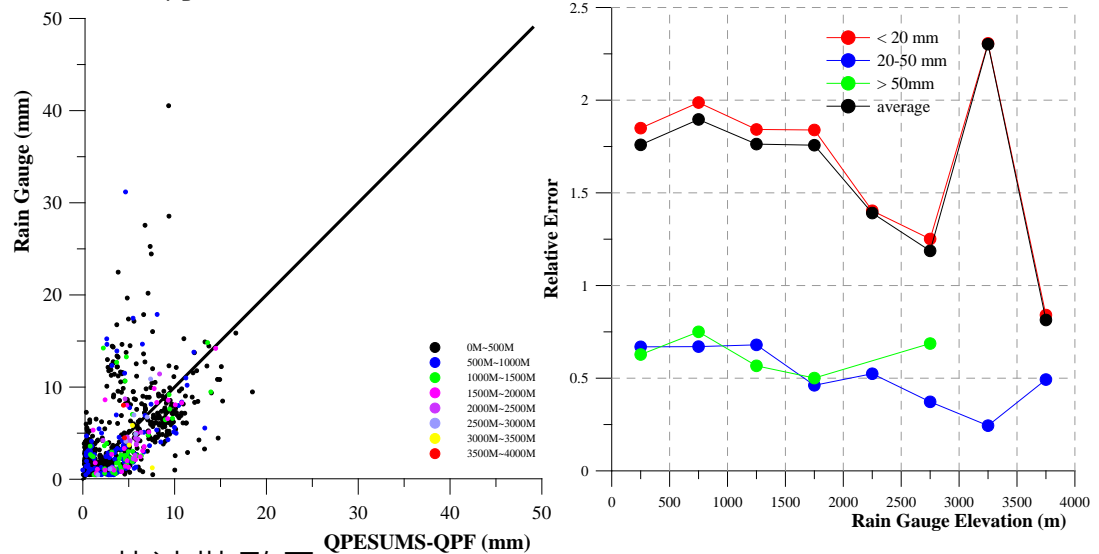 50
40
30
20
10
0
Rain Gauge (mm)
0M~500M
500M~1000M
1000M~1500M
1500M~2000M
2000M~2500M
2500M~3000M
3000M~3500M
3500M~4000M
0 10 20 30 40 50
QPESUMS-QPF (mm)
2.5
2
1.5
1
0.5
0
Relative Error
< 20 mm
20-50 mm
> 50mm
average
0 500 1000 1500 2000 2500 3000 3500 4000
Rain Gauge Elevation (m)